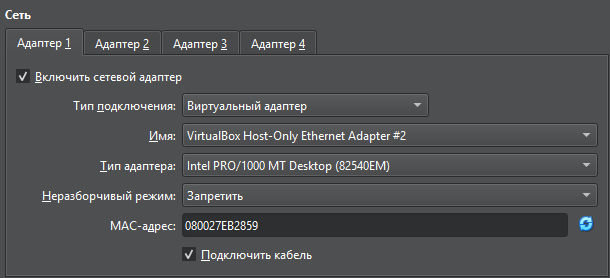 Сеть
Адаптер 1 Адаптер 2 Адаптер 3 Адаптер 4
Включить сетевой адаптер
Тип подключения: Виртуальный адаптер
Имя: VirtualBox Host-Only Ethernet Adapter #2
Тип адаптера: Intel PRO/1000 MT Desktop (82540EM)
Неразборчивый режим: Запретить
MAC-адрес: 080027EB2859
Подключить кабель